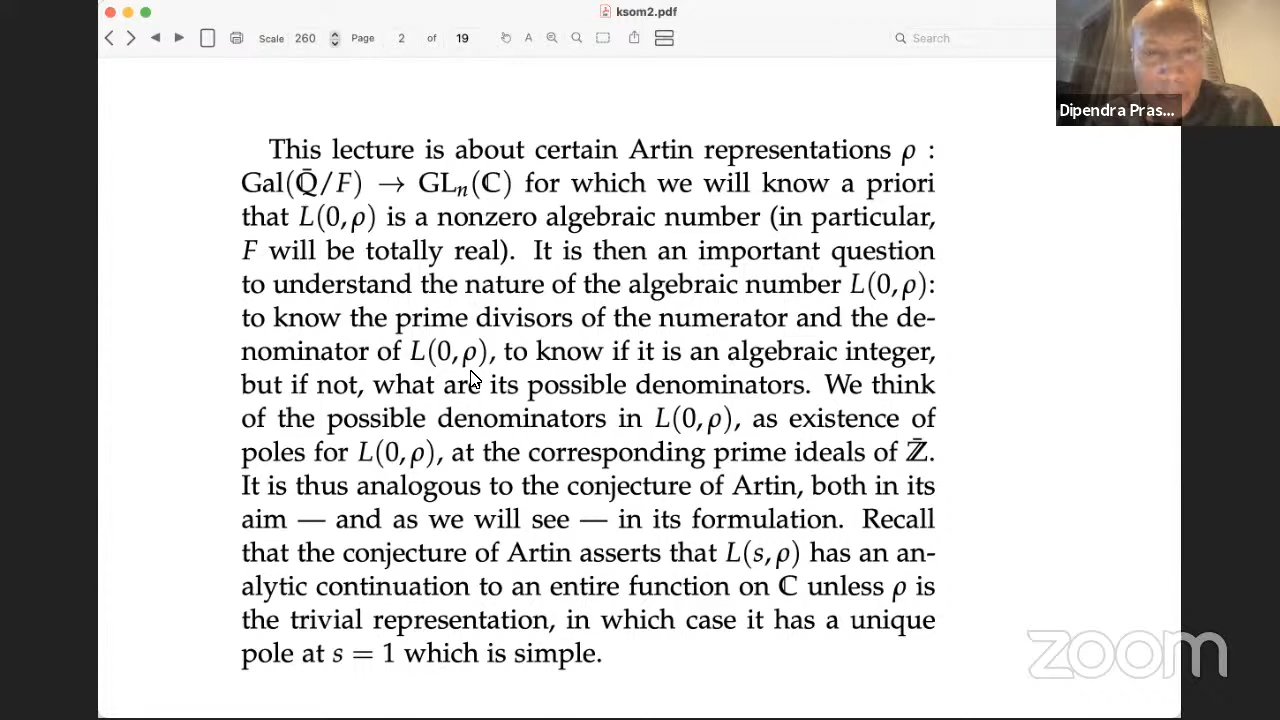 ksom2.pdf
Scale 260 Page 2 of 19 A Search
Dipendra Pras...
This lecture is about certain Artin representations ρ :
Gal(Q̄/F) → GLₙ(ℂ) for which we will know a priori
that L(0, ρ) is a nonzero algebraic number (in particular,
F will be totally real). It is then an important question
to understand the nature of the algebraic number L(0, ρ):
to know the prime divisors of the numerator and the de-
nominator of L(0, ρ), to know if it is an algebraic integer,
but if not, what are its possible denominators. We think
of the possible denominators in L(0, ρ), as existence of
poles for L(0, ρ), at the corresponding prime ideals of ℤ̄.
It is thus analogous to the conjecture of Artin, both in its
aim — and as we will see — in its formulation. Recall
that the conjecture of Artin asserts that L(s, ρ) has an an-
alytic continuation to an entire function on ℂ unless ρ is
the trivial representation, in which case it has a unique
pole at s = 1 which is simple.
zoom